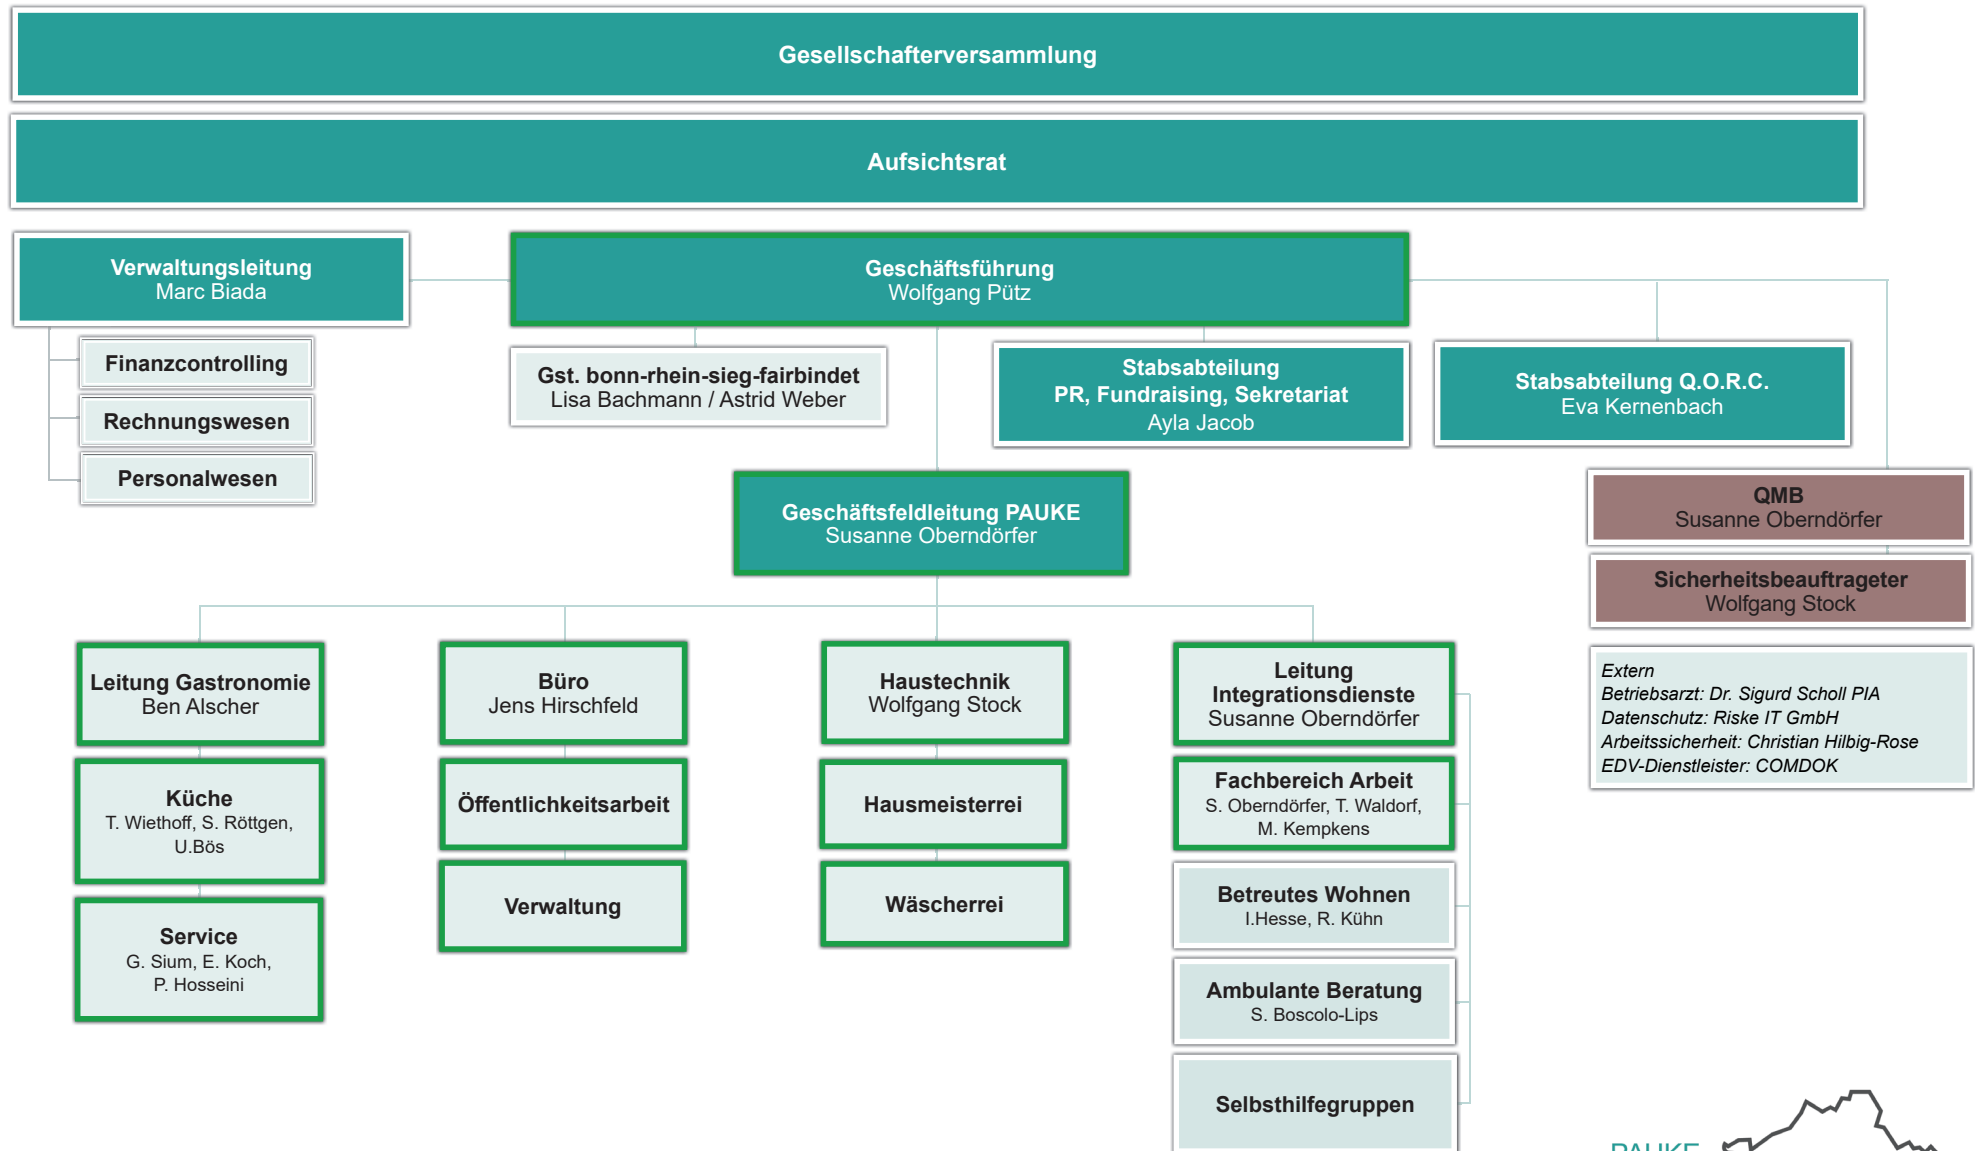 Gesellschafterversammlung
Aufsichtsrat
Verwaltungsleitung
Marc Biada
Geschäftsführung
Wolfgang Pütz
Finanzcontrolling
Rechnungswesen
Personalwesen
Gst. bonn-rhein-sieg-fairbindet
Lisa Bachmann / Astrid Weber
Stabsabteilung
PR, Fundraising, Sekretariat
Ayla Jacob
Stabsabteilung Q.O.R.C.
Eva Kernenbach
Geschäftsfeldleitung PAUKE
Susanne Oberndörfer
QMB
Susanne Oberndörfer
Sicherheitsbeauftrageter
Wolfgang Stock
Extern
Betriebsarzt: Dr. Sigurd Scholl PIA
Datenschutz: Riske IT GmbH
Arbeitssicherheit: Christian Hilbig-Rose
EDV-Dienstleister: COMDOK
Leitung Gastronomie
Ben Alscher
Küche
T. Wiethoff, S. Röttgen,
U.Bös
Service
G. Sium, E. Koch,
P. Hosseini
Büro
Jens Hirschfeld
Öffentlichkeitsarbeit
Verwaltung
Haustechnik
Wolfgang Stock
Hausmeisterrei
Wäscherrei
Leitung
Integrationsdienste
Susanne Oberndörfer
Fachbereich Arbeit
S. Oberndörfer, T. Waldorf,
M. Kempkens
Betreutes Wohnen
I.Hesse, R. Kühn
Ambulante Beratung
S. Boscolo-Lips
Selbsthilfegruppen
PAUKE